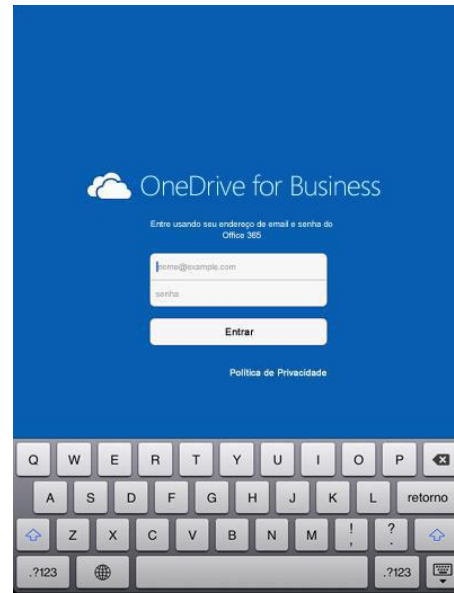 OneDrive for Business
Entre usando seu endereço de email e senha do
Office 365
nome@example.com
senha
Entrar
Política de Privacidade
Q W E R T Y U I O P
A S D F G H J K L retorno
Z X C V B N M ! , ? .
.?123 .?123